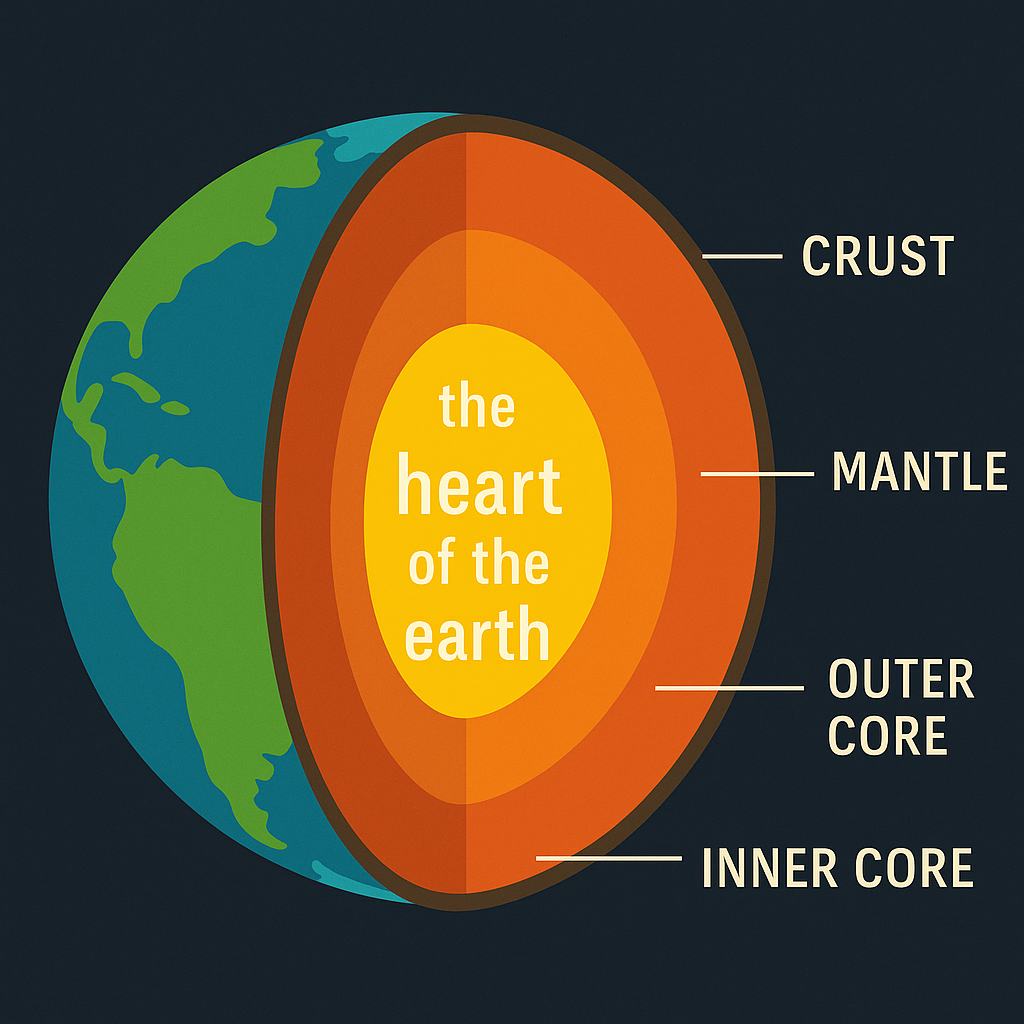 the
heart
of the
earth
CRUST
MANTLE
OUTER
CORE
INNER CORE